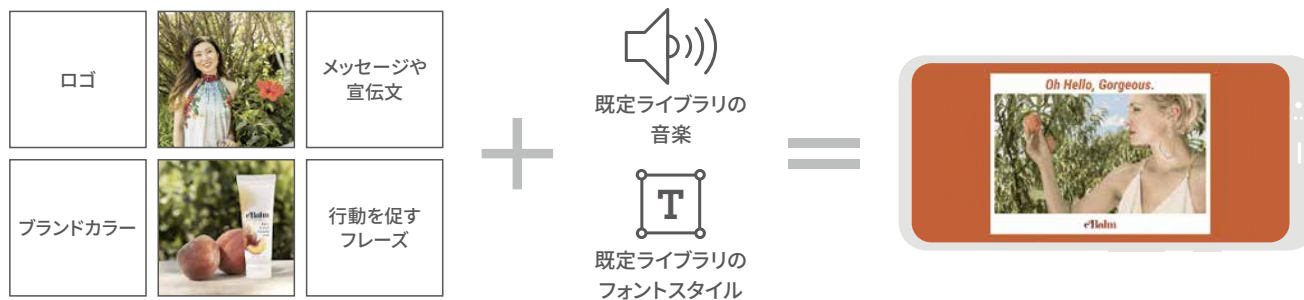 ロゴ
メッセージや
宣伝文
ブランドカラー
e'Balm
行動を促す
フレーズ
既定ライブラリの
音楽
T
既定ライブラリの
フォントスタイル
Oh Hello, Gorgeous.
e'Balm